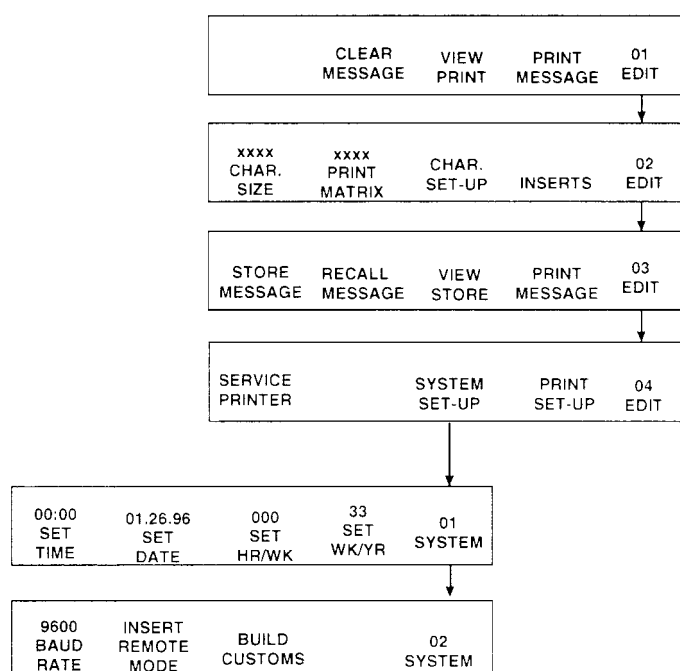 CLEAR MESSAGE
VIEW PRINT
PRINT MESSAGE
01 EDIT
xxxx CHAR. SIZE
xxxx PRINT MATRIX
CHAR. SET-UP
INSERTS
02 EDIT
STORE MESSAGE
RECALL MESSAGE
VIEW STORE
PRINT MESSAGE
03 EDIT
SERVICE PRINTER
SYSTEM SET-UP
PRINT SET-UP
04 EDIT
00:00 SET TIME
01.26.96 SET DATE
000 SET HR/WK
33 SET WK/YR
01 SYSTEM
9600 BAUD RATE
INSERT REMOTE MODE
BUILD CUSTOMS
02 SYSTEM